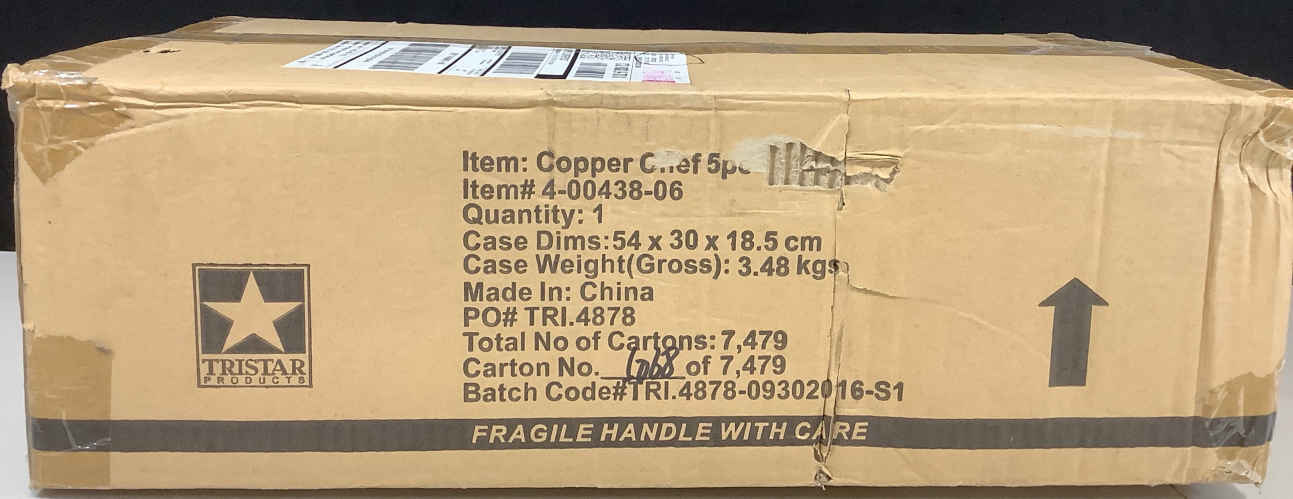 Item: Copper Chef 5pc
Item# 4-00438-06
Quantity: 1
Case Dims:54 x 30 x 18.5 cm
Case Weight(Gross): 3.48 kgs
Made In: China
PO# TRI.4878
Total No of Cartons: 7,479
Carton No. of 7,479
Batch Code#TRI.4878-09302016-S1
TRISTAR
PRODUCTS
FRAGILE HANDLE WITH CARE